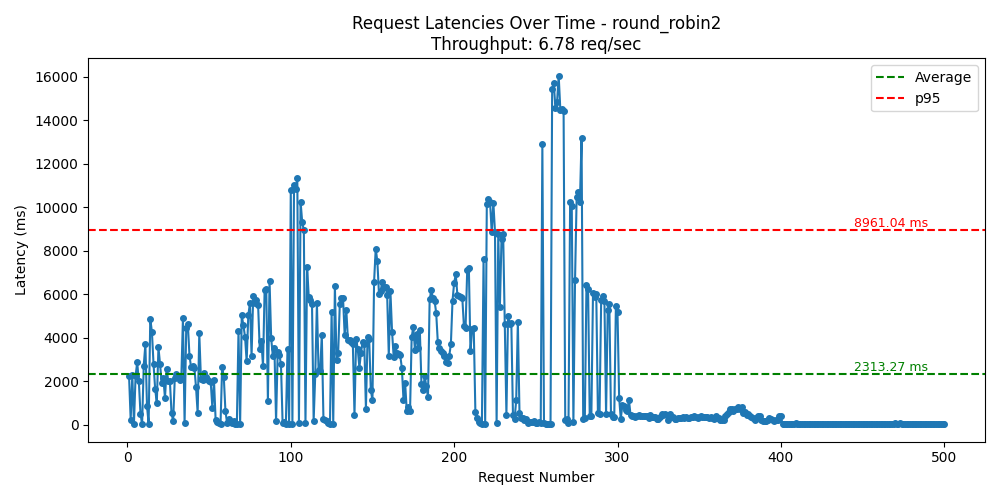 Request Latencies Over Time - round_robin2
Throughput: 6.78 req/sec
Average
p95
16000
14000
12000
10000
8000
6000
4000
2000
0
Latency (ms)
8961.04 ms
2313.27 ms
0
100
200
300
400
500
Request Number